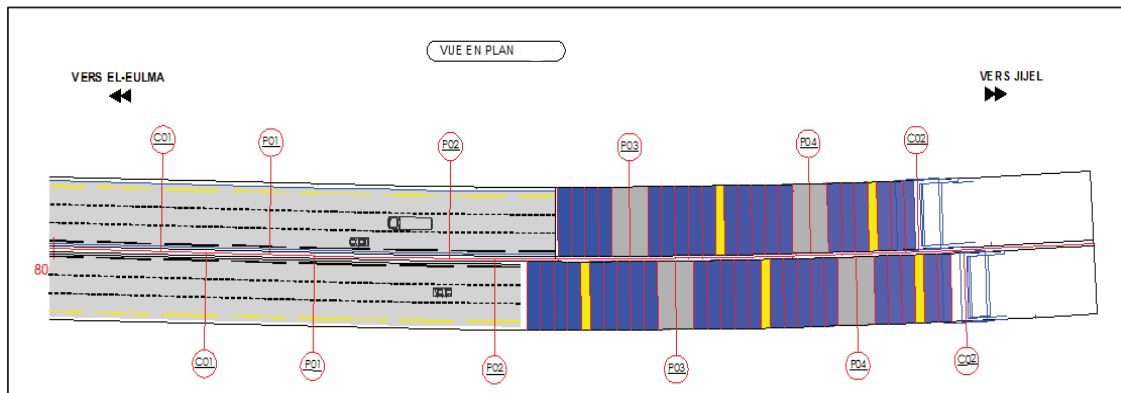 VUE EN PLAN
VERS EL-EULMA
VERS JIJEL
C01
P01
P02
P03
P04
C02
80
C01
P01
P02
P03
P04
C02